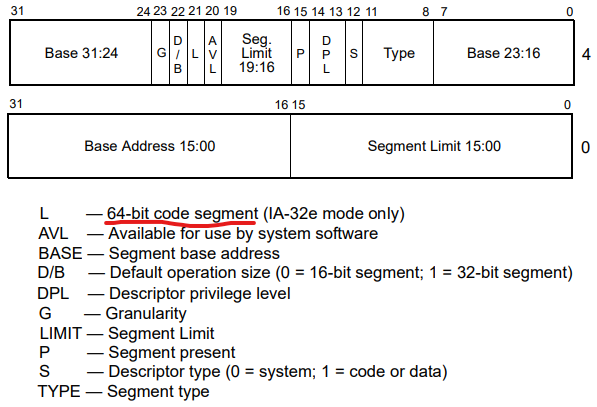 31 24 23 22 21 20 19 16 15 14 13 12 11 8 7 0
Base 31:24 G D/B L AVL Seg. Limit 19:16 P DPL S Type Base 23:16 4
31 16 15 0
Base Address 15:00 Segment Limit 15:00 0
L — 64-bit code segment (IA-32e mode only)
AVL — Available for use by system software
BASE — Segment base address
D/B — Default operation size (0 = 16-bit segment; 1 = 32-bit segment)
DPL — Descriptor privilege level
G — Granularity
LIMIT — Segment Limit
P — Segment present
S — Descriptor type (0 = system; 1 = code or data)
TYPE — Segment type